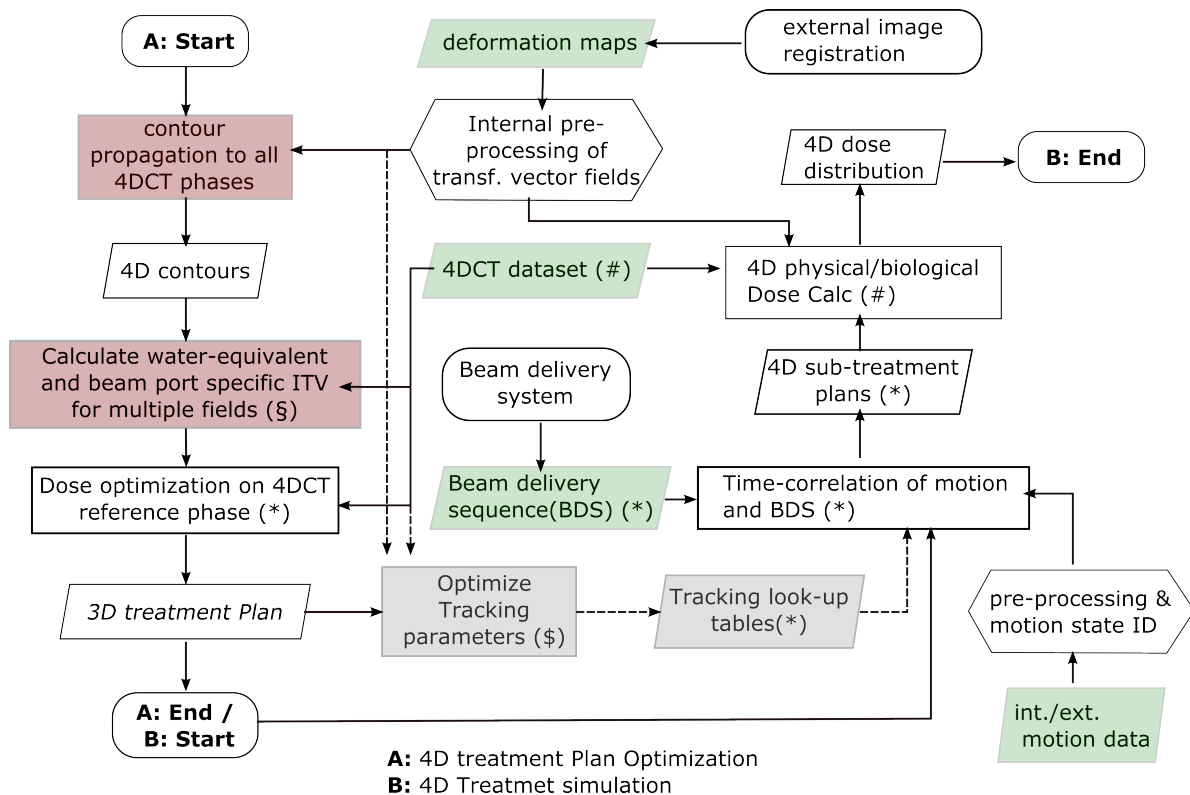 A: Start
deformation maps
external image
registration
contour
propagation to all
4DCT phases
Internal pre-
processing of
transf. vector fields
4D dose
distribution
B: End
4D contours
4DCT dataset (#)
4D physical/biological
Dose Calc (#)
Calculate water-equivalent
and beam port specific ITV
for multiple fields (§)
Beam delivery
system
4D sub-treatment
plans (*)
Dose optimization on 4DCT
reference phase (*)
Beam delivery
sequence(BDS) (*)
Time-correlation of motion
and BDS (*)
3D treatment Plan
Optimize
Tracking
parameters ($)
Tracking look-up
tables(*)
pre-processing &
motion state ID
A: End /
B: Start
int./ext.
motion data
A: 4D treatment Plan Optimization
B: 4D Treatmet simulation